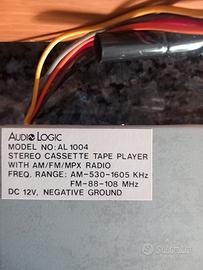 AUDIO LOGIC
MODEL NO: AL1004
STEREO CASSETTE TAPE PLAYER
WITH AM/FM/MPX RADIO
FREQ. RANGE: AM-530-1605 KHz
FM-88-108 MHz
DC 12V, NEGATIVE GROUND
subito